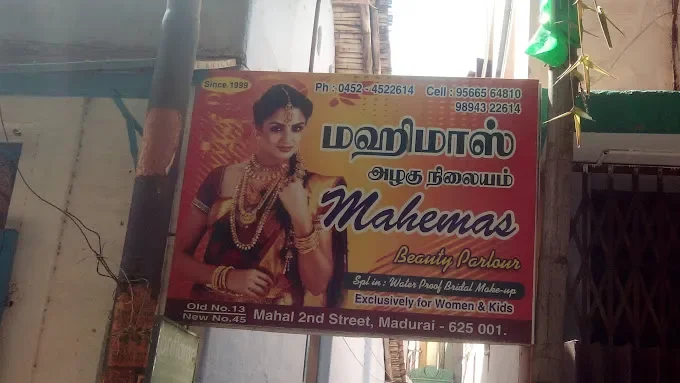 Since 1999
Ph : 0452 - 4522614 Cell : 95665 64810
98943 22614
மஹிமாஸ்
அழகு நிலையம்
Mahemas
Beauty Parlour
Spl in : Water Proof Bridal Make-up
Exclusively for Women & Kids
Old No.13
New No.45
Mahal 2nd Street, Madurai - 625 001.